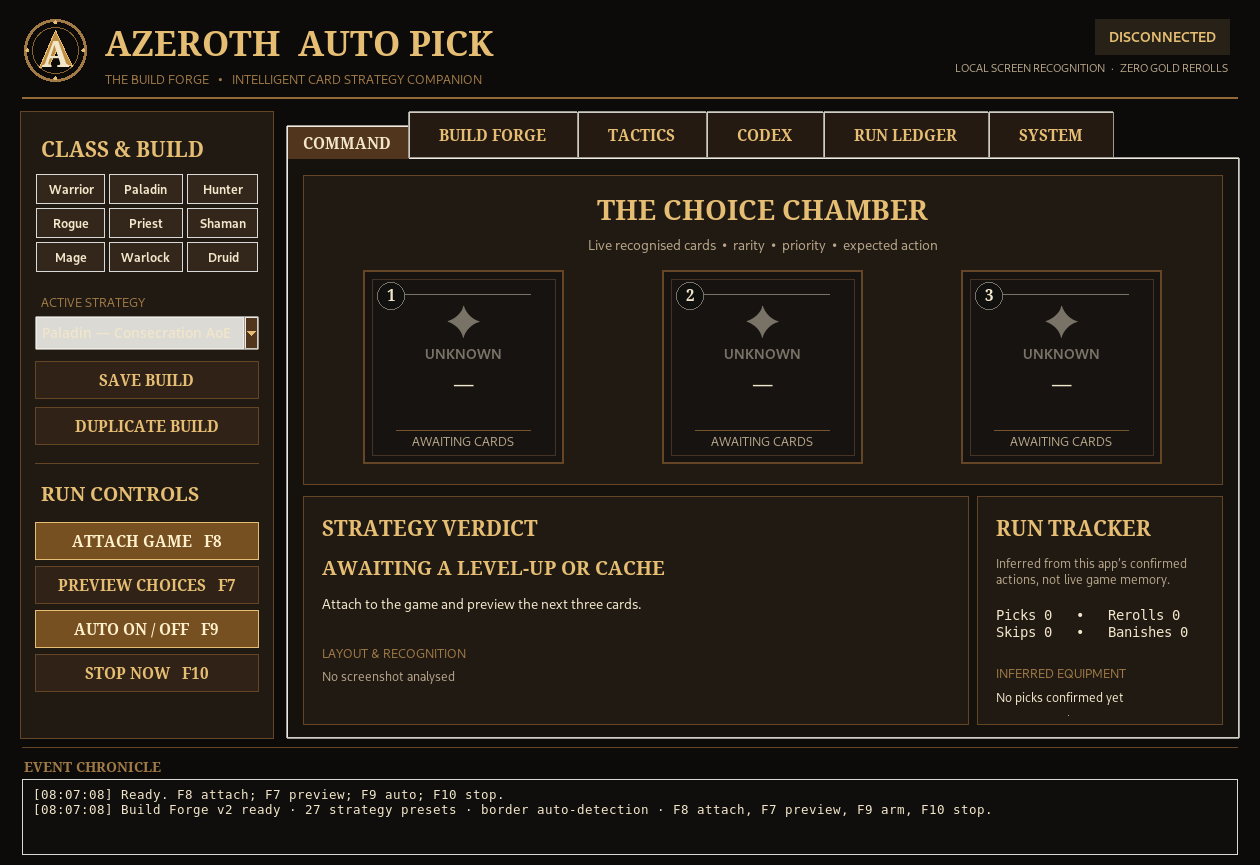 A
AZEROTH AUTO PICK
THE BUILD FORGE • INTELLIGENT CARD STRATEGY COMPANION
DISCONNECTED
LOCAL SCREEN RECOGNITION · ZERO GOLD REROLLS
CLASS & BUILD
Warrior Paladin Hunter
Rogue Priest Shaman
Mage Warlock Druid
ACTIVE STRATEGY
Paladin — Consecration AoE
SAVE BUILD
DUPLICATE BUILD
RUN CONTROLS
ATTACH GAME F8
PREVIEW CHOICES F7
AUTO ON / OFF F9
STOP NOW F10
COMMAND BUILD FORGE TACTICS CODEX RUN LEDGER SYSTEM
THE CHOICE CHAMBER
Live recognised cards • rarity • priority • expected action
1
UNKNOWN
—
AWAITING CARDS
2
UNKNOWN
—
AWAITING CARDS
3
UNKNOWN
—
AWAITING CARDS
STRATEGY VERDICT
AWAITING A LEVEL-UP OR CACHE
Attach to the game and preview the next three cards.
LAYOUT & RECOGNITION
No screenshot analysed
RUN TRACKER
Inferred from this app's confirmed
actions, not live game memory.
Picks 0 • Rerolls 0
Skips 0 • Banishes 0
INFERRED EQUIPMENT
No picks confirmed yet
EVENT CHRONICLE
[08:07:08] Ready. F8 attach; F7 preview; F9 auto; F10 stop.
[08:07:08] Build Forge v2 ready · 27 strategy presets · border auto-detection · F8 attach, F7 preview, F9 arm, F10 stop.